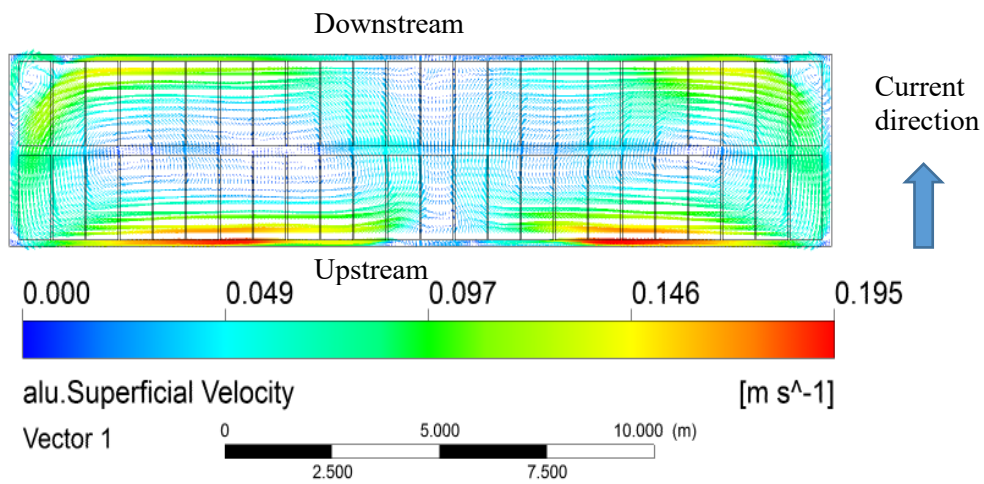 Downstream
Current
direction
Upstream
0.000 0.049 0.097 0.146 0.195
alu.Superficial Velocity [m s^-1]
Vector 1
0 5.000 10.000 (m)
2.500 7.500